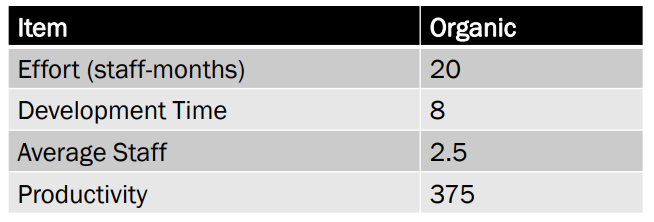 Item Organic
Effort (staff-months) 20
Development Time 8
Average Staff 2.5
Productivity 375